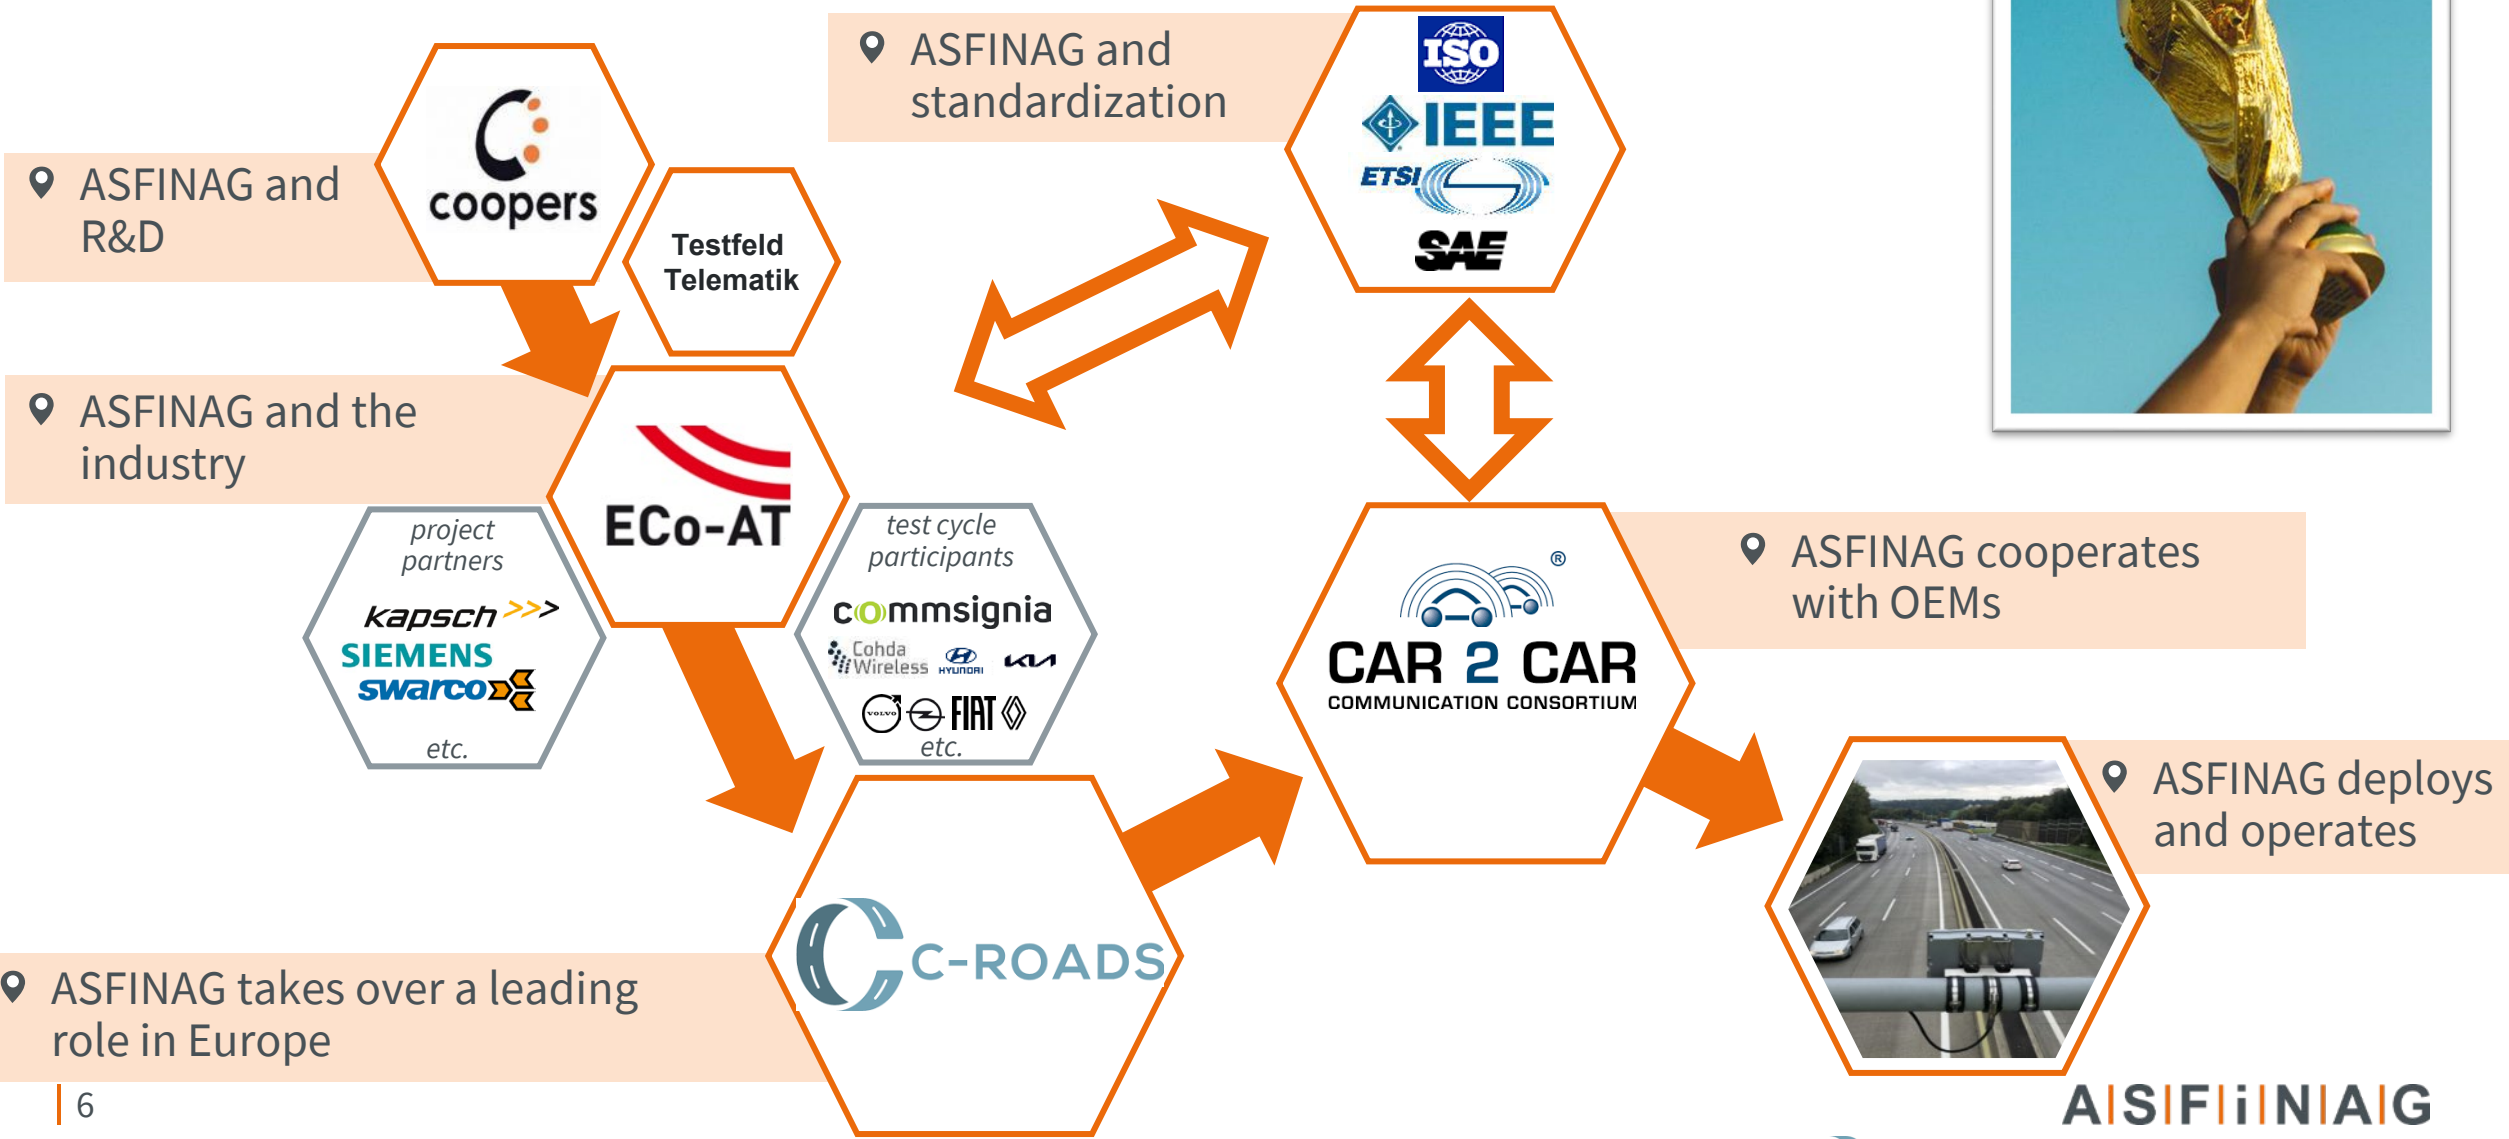 ASFINAG and
standardization
ISO
IEEE
ETSI
SAE
coopers
ASFINAG and
R&D
Testfeld
Telematik
ASFINAG and the
industry
ECo-AT
project
partners
kapsch >>>
SIEMENS
swarco
etc.
test cycle
participants
commsignia
Cohda
Wireless
HYUNDAI
KIA
VOLVO
FIAT
etc.
®
CAR 2 CAR
COMMUNICATION CONSORTIUM
ASFINAG cooperates
with OEMs
ASFINAG deploys
and operates
C-ROADS
ASFINAG takes over a leading
role in Europe
6
A|S|F|i|N|A|G